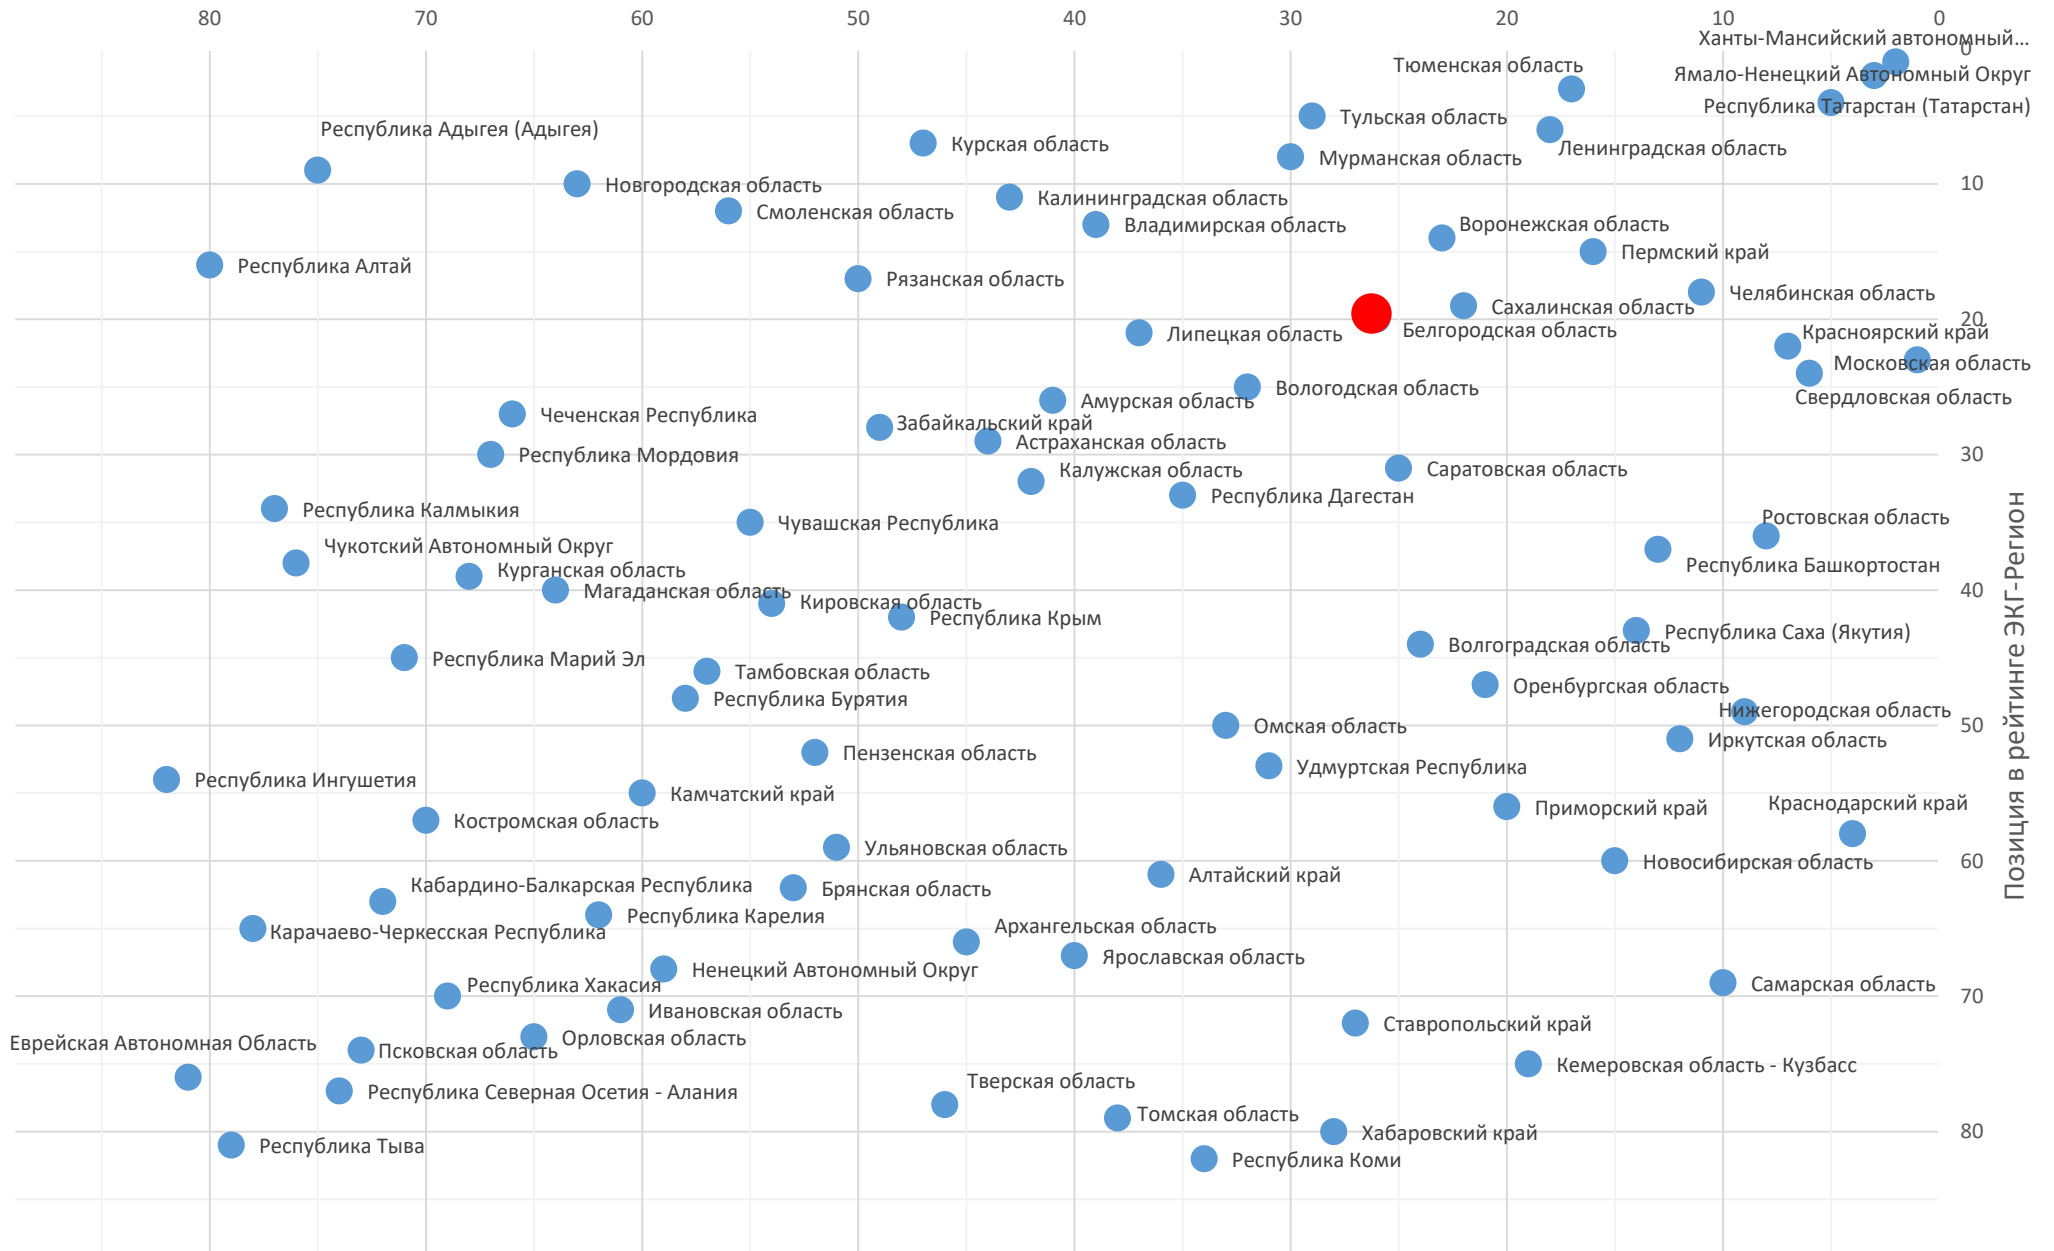 80 70 60 50 40 30 20 10 0
Ханты-Мансийский автономный...
0
Тюменская область
Ямало-Ненецкий Автономный Округ
Республика Татарстан (Татарстан)
Тульская область
Республика Адыгея (Адыгея)
Курская область
Ленинградская область
Мурманская область
10
Новгородская область
Калининградская область
Смоленская область
Владимирская область
Воронежская область
Пермский край
Республика Алтай
Рязанская область
Челябинская область
Сахалинская область
20
Белгородская область
Липецкая область
Красноярский край
Московская область
Вологодская область
Свердловская область
Амурская область
Чеченская Республика
Забайкальский край
Астраханская область
30
Республика Мордовия
Калужская область
Саратовская область
Республика Дагестан
Республика Калмыкия
Ростовская область
Чувашская Республика
Чукотский Автономный Округ
Республика Башкортостан
Курганская область
40
Магаданская область
Кировская область
Республика Крым
Республика Саха (Якутия)
Волгоградская область
Республика Марий Эл
Тамбовская область
Оренбургская область
Республика Бурятия
Нижегородская область
50
Омская область
Иркутская область
Пензенская область
Удмуртская Республика
Республика Ингушетия
Камчатский край
Краснодарский край
Приморский край
Костромская область
Ульяновская область
60
Новосибирская область
Алтайский край
Кабардино-Балкарская Республика
Брянская область
Республика Карелия
Архангельская область
Карачаево-Черкесская Республика
Ярославская область
Ненецкий Автономный Округ
Республика Хакасия
Самарская область
70
Ивановская область
Ставропольский край
Орловская область
Еврейская Автономная Область
Псковская область
Кемеровская область - Кузбасс
Тверская область
Республика Северная Осетия - Алания
Томская область
80
Хабаровский край
Республика Тыва
Республика Коми
Позиция в рейтинге ЭКГ-Регион